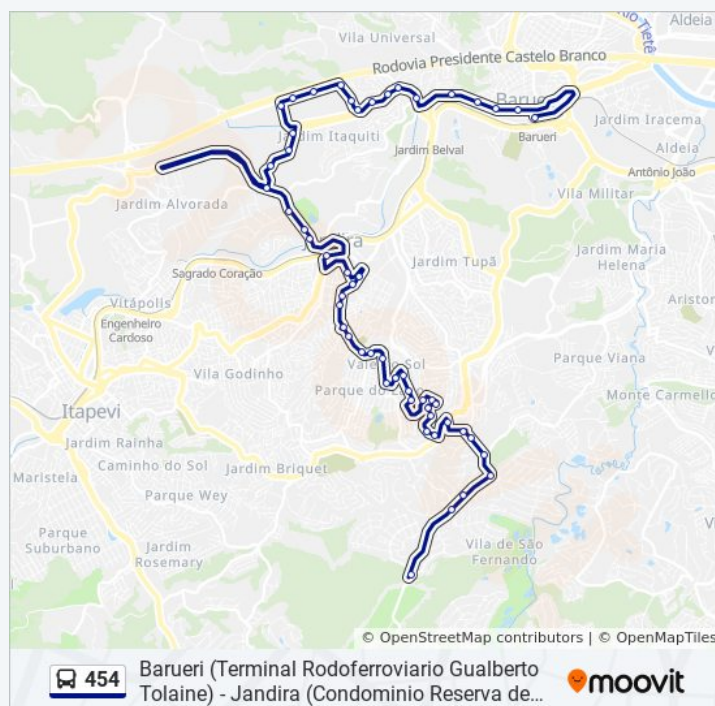 Vila Universal
Aldeia
Rodovia Presidente Castelo Branco
Jardim Iracema
Jardim Itaquiti
Jardim Belval
Barueri
Aldeia
Antônio João
Vila Militar
Jardim Alvorada
Jardim Maria
Helena
Sagrado Coração
Jardim Tupã
Vitápolis
Engenheiro
Cardoso
Vila Godinho
Parque Viana
Monte Carmello
Itapevi
Jardim Rainha
Caminho do Sol
Jardim Briquet
Maristela
Parque Wey
Parque
Suburbano
Jardim
Rosemary
Vila de São
Fernando
© OpenStreetMap contributors | © OpenMapTiles
454
Barueri (Terminal Rodoferroviario Gualberto
Tolaine) - Jandira (Condominio Reserva de...
moovit